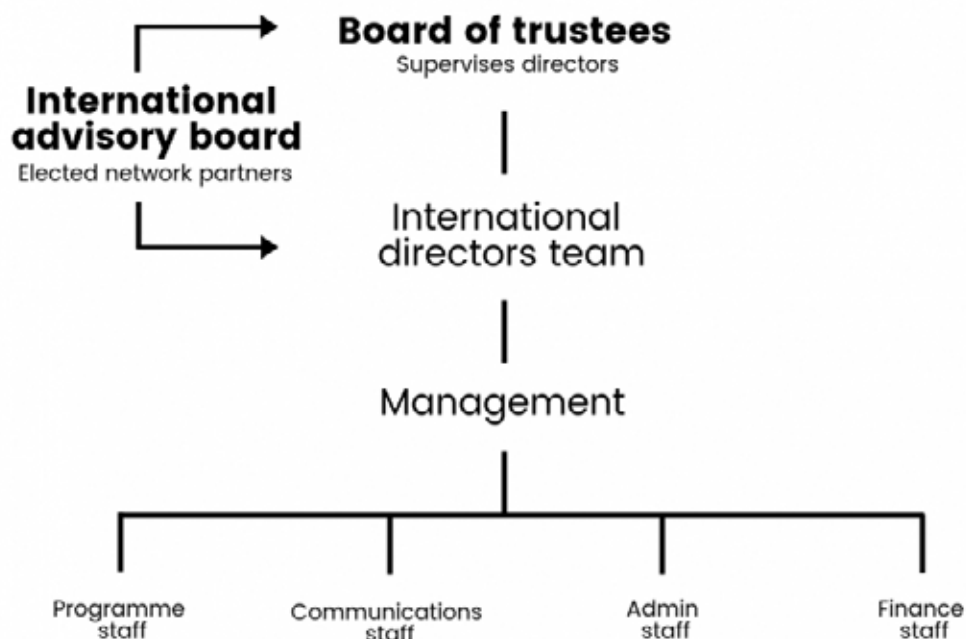 Board of trustees
Supervises directors
International
advisory board
Elected network partners
International
directors team
Management
Programme
staff
Communications
staff
Admin
staff
Finance
staff